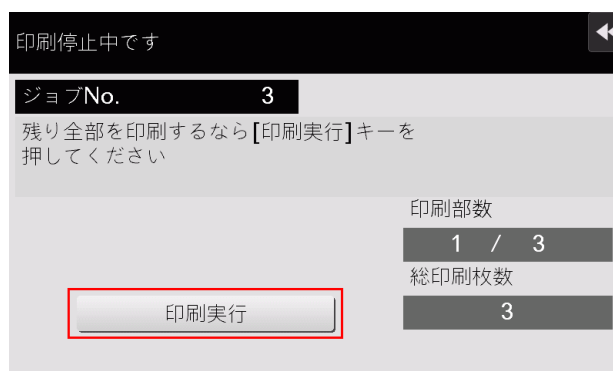 印刷停止中です
ジョブNo. 3
残り全部を印刷するなら[印刷実行]キーを
押してください
印刷部数
1 / 3
総印刷枚数
3
印刷実行